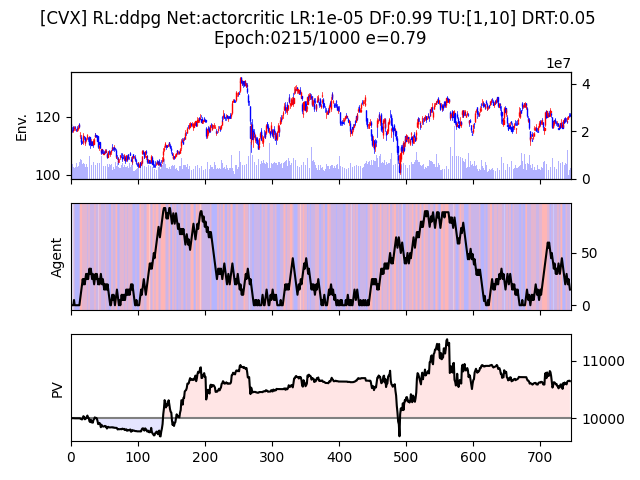 [CVX] RL:ddpg Net:actorcritic LR:1e-05 DF:0.99 TU:[1,10] DRT:0.05
Epoch:0215/1000 e=0.79
1e7
Env.
120
100
4
2
0
Agent
50
0
PV
11000
10000
0 100 200 300 400 500 600 700